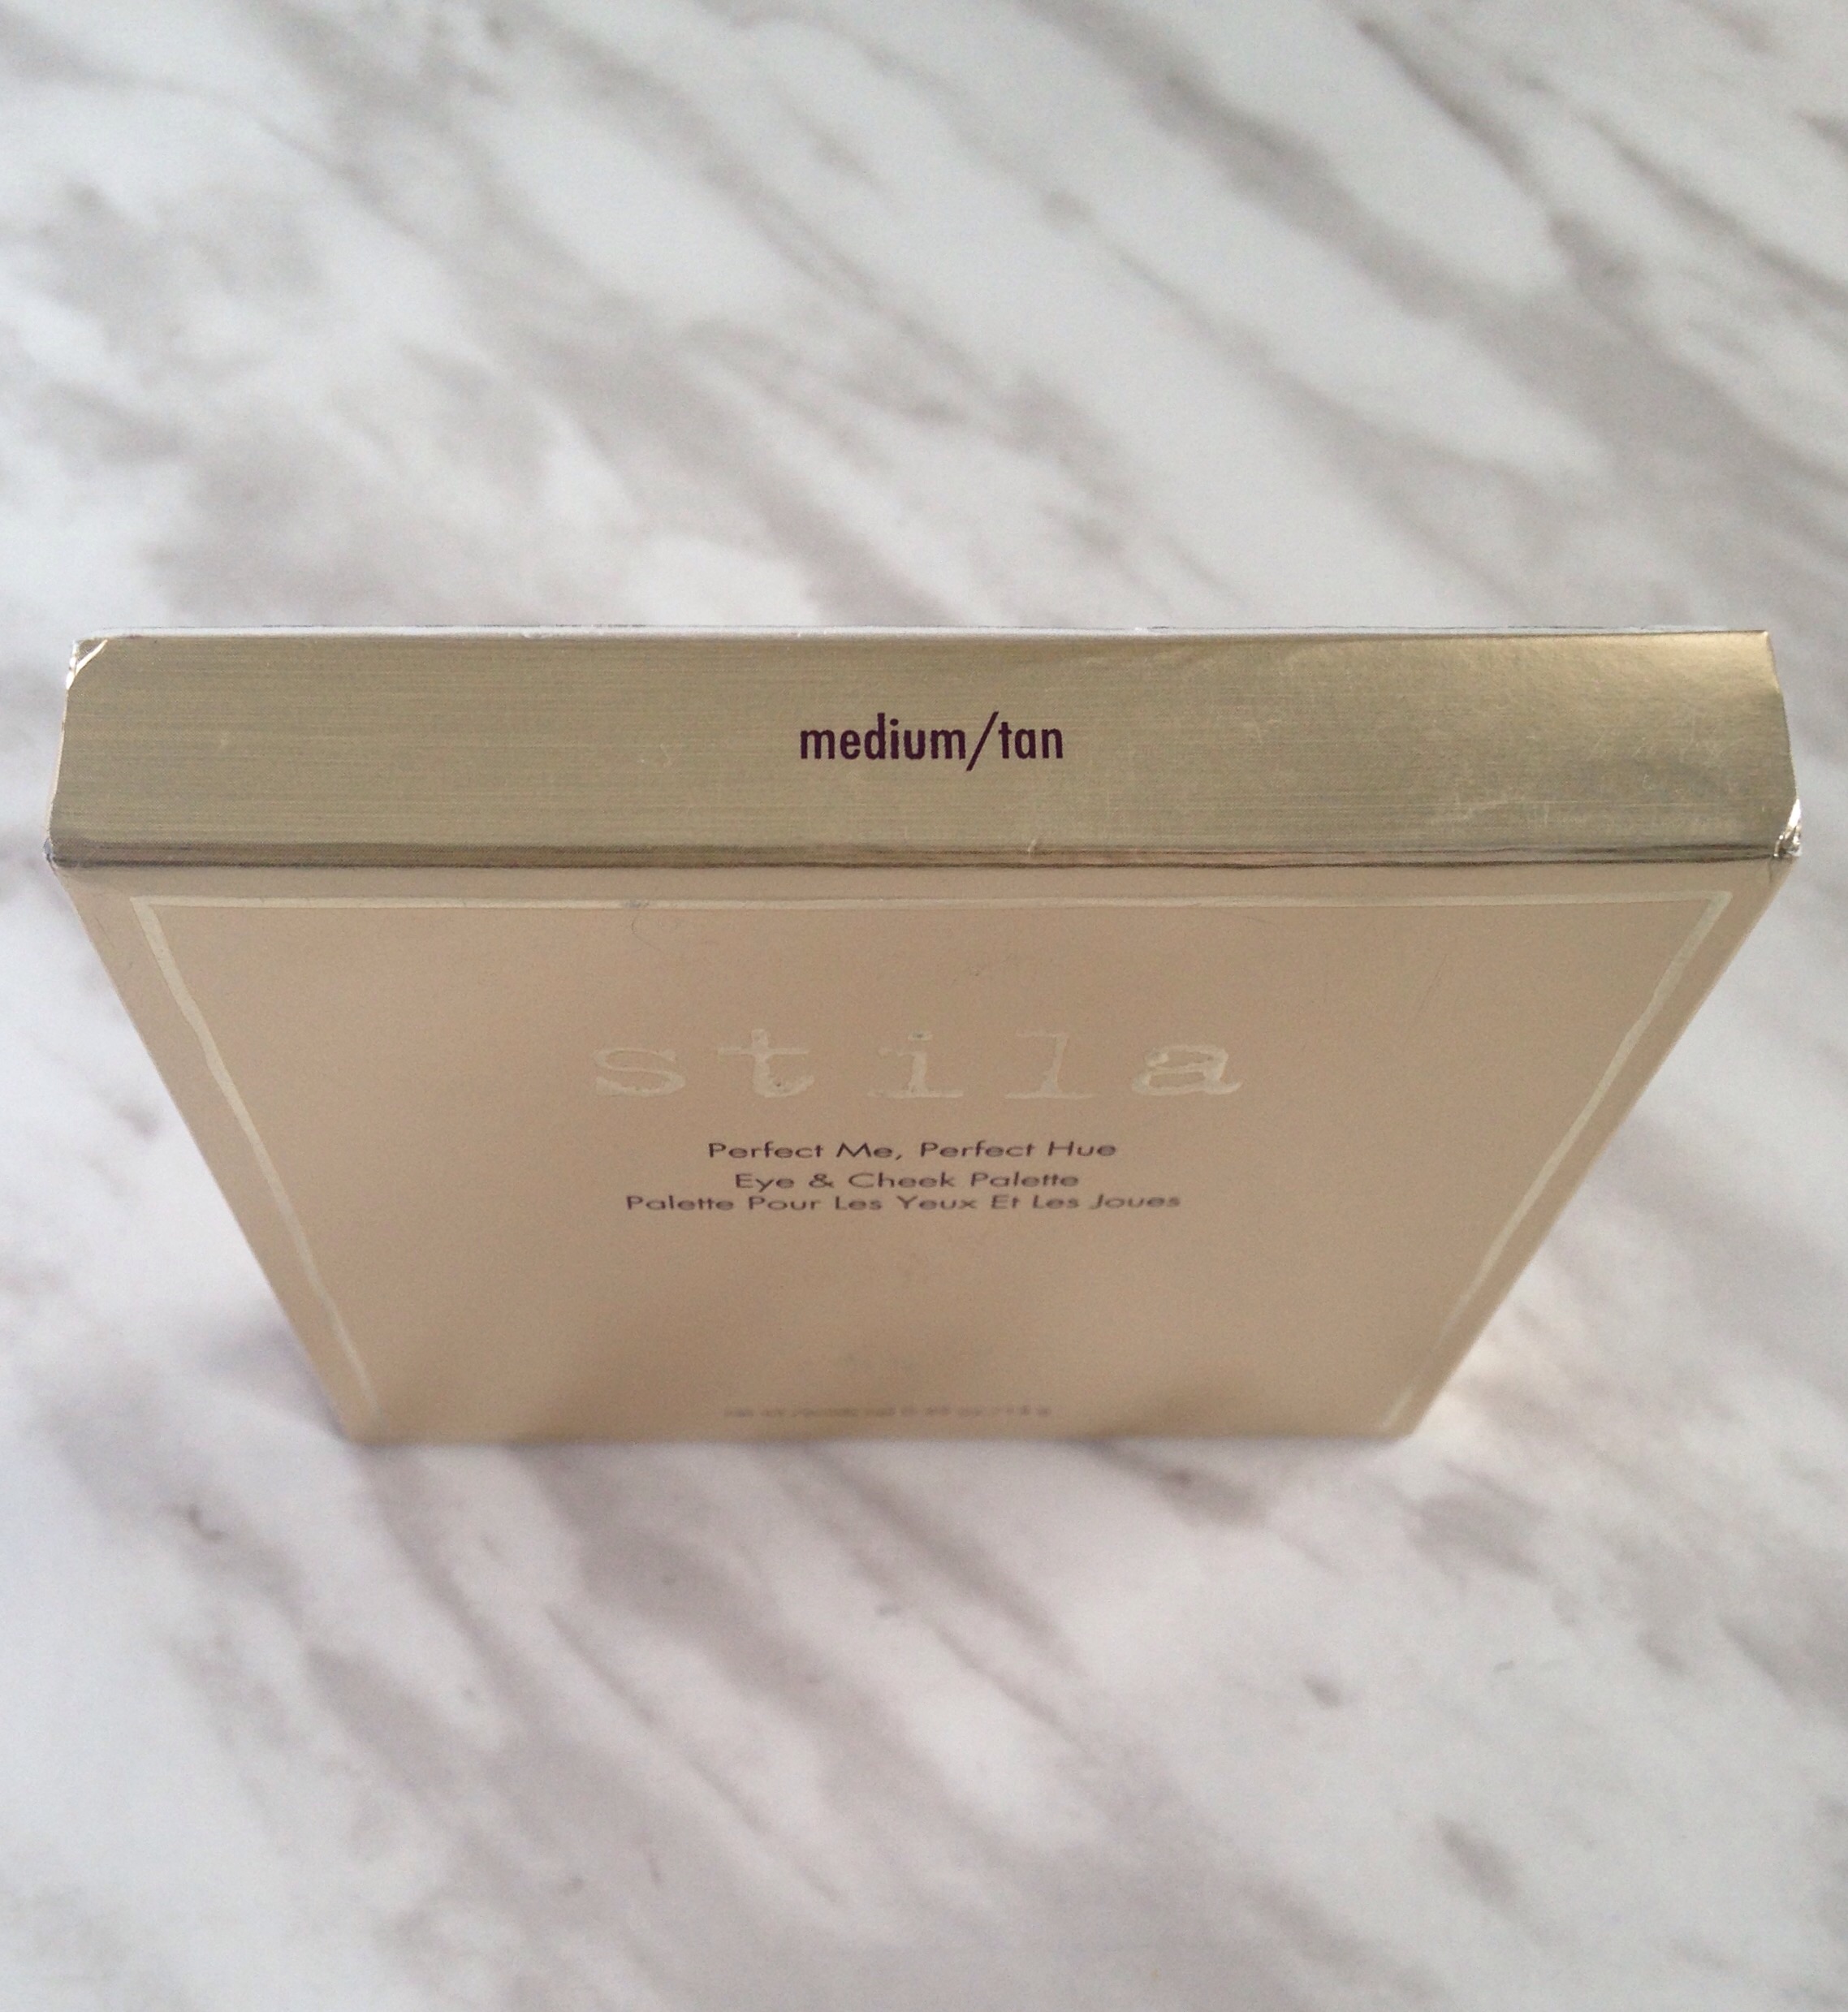 medium/tan
stila
Perfect Me, Perfect Hue
Eye & Cheek Palette
Palette Pour Les Yeux Et Les Joues